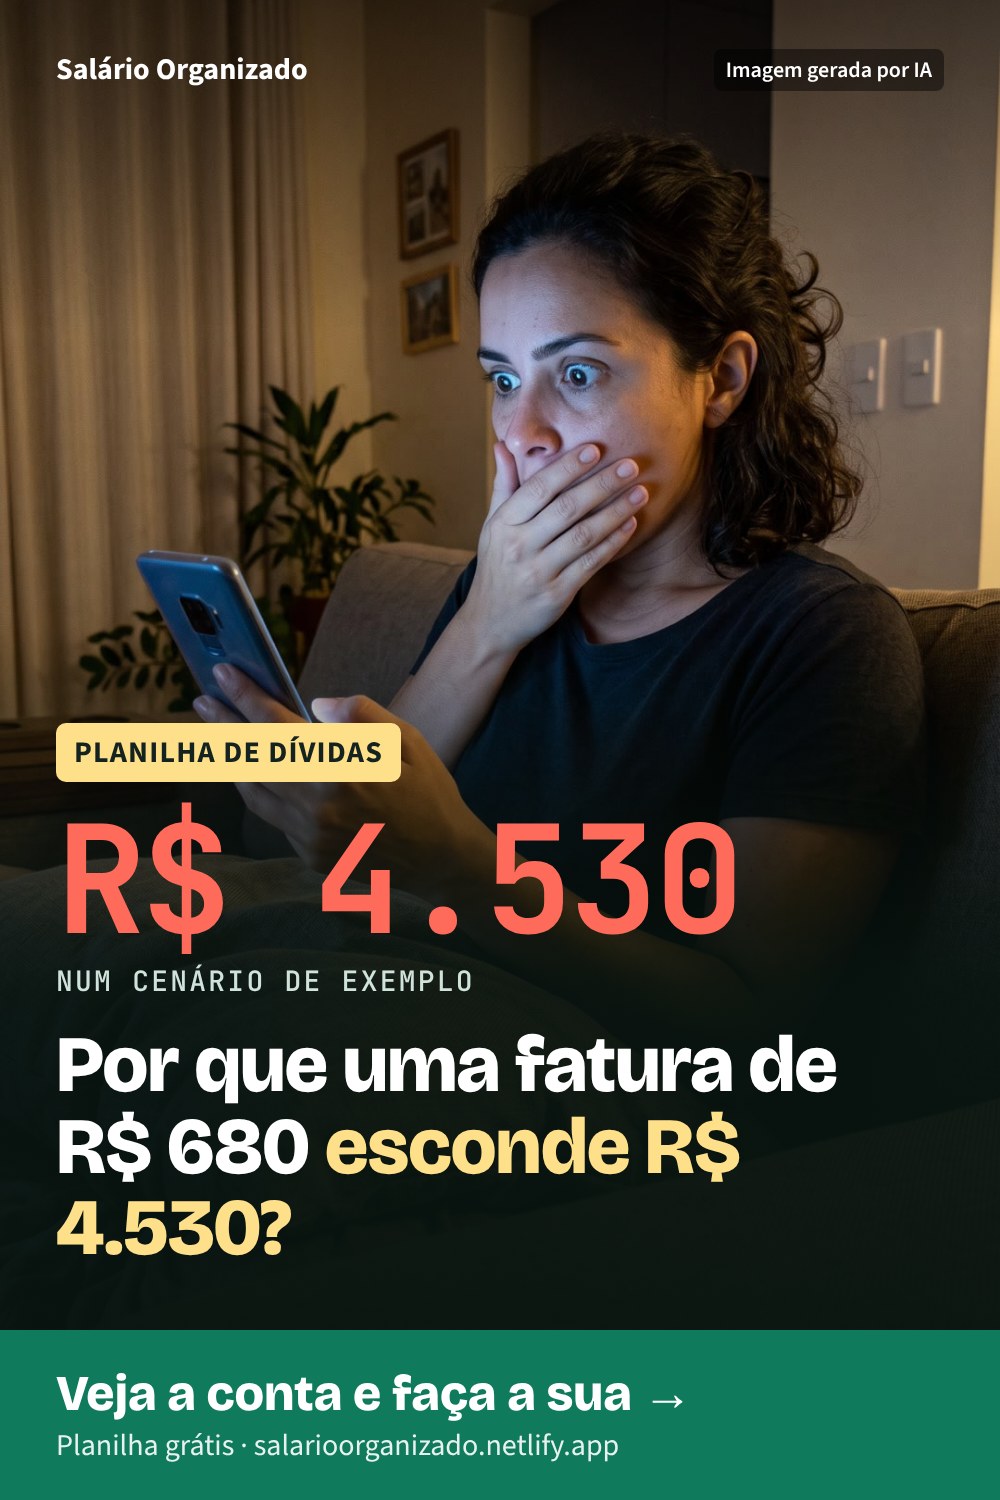 Salário Organizado
Imagem gerada por IA
PLANILHA DE DÍVIDAS
R$ 4.530
NUM CENÁRIO DE EXEMPLO
Por que uma fatura de
R$ 680 esconde R$
4.530?
Veja a conta e faça a sua →
Planilha grátis · salarioorganizado.netlify.app